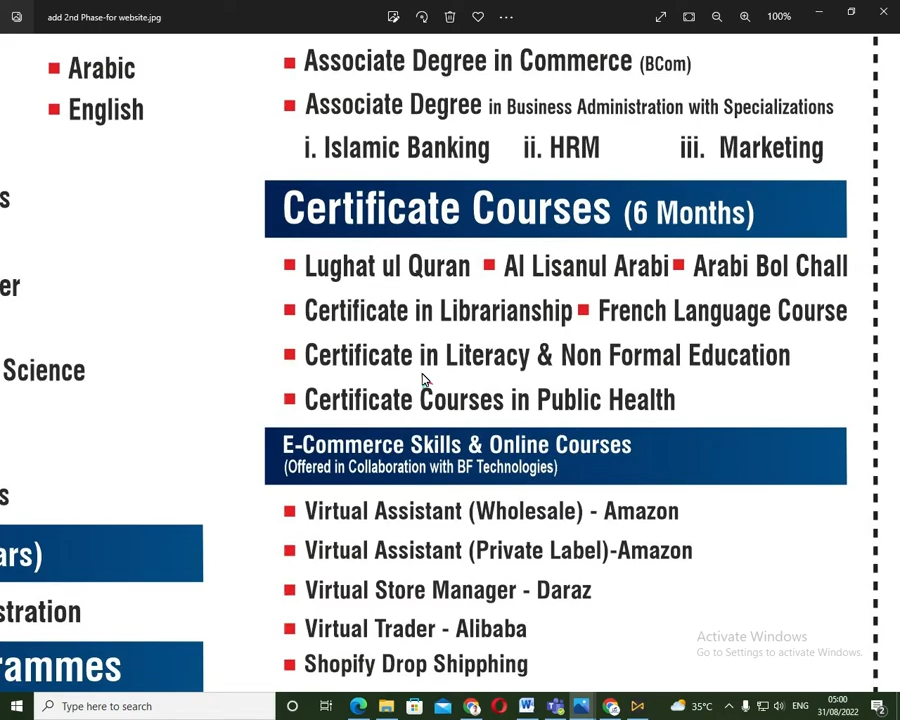 add 2nd Phase-for website.jpg
100%
Arabic
English
s
er
Science
s
ars)
stration
rammes
Associate Degree in Commerce (BCom)
Associate Degree in Business Administration with Specializations
i. Islamic Banking ii. HRM iii. Marketing
Certificate Courses (6 Months)
Lughat ul Quran Al Lisanul Arabi Arabi Bol Chall
Certificate in Librarianship French Language Course
Certificate in Literacy & Non Formal Education
Certificate Courses in Public Health
E-Commerce Skills & Online Courses
(Offered in Collaboration with BF Technologies)
Virtual Assistant (Wholesale) - Amazon
Virtual Assistant (Private Label)-Amazon
Virtual Store Manager - Daraz
Virtual Trader - Alibaba
Shopify Drop Shipphing
Activate Windows
Go to Settings to activate Windows.
Type here to search
35°C
ENG
05:00
31/08/2022
2